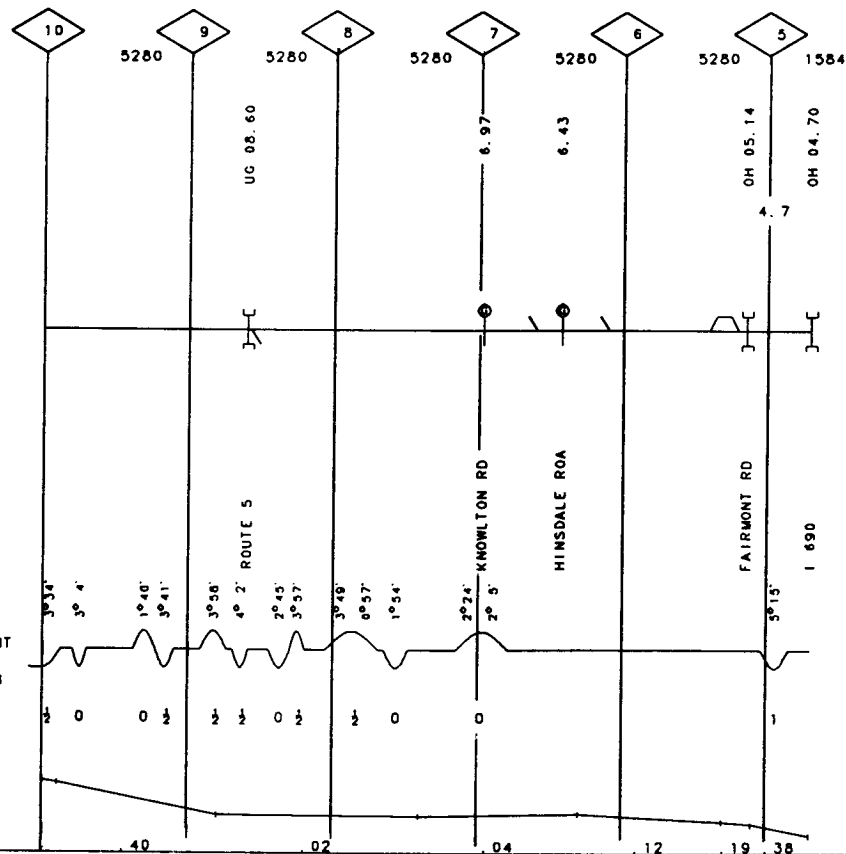 10 9 8 7 6 5
5280 5280 5280 5280 5280 1584
UG 08.60
6.97
6.43
OH 05.14
OH 04.70
4.7
ROUTE 5
KNOWLTON RD
HINSDALE ROA
FAIRMONT RD
I 690
3°34' 3° 4' 1°40' 3°41' 3°58' 4° 2' 2°45' 3°57' 3°49' 0°57' 1°54' 2°24' 2° 5' 5°15'
½ 0 0 ½ ½ ½ 0 ½ ½ 0 0 1
.40 .02 .04 .12 .19 .38